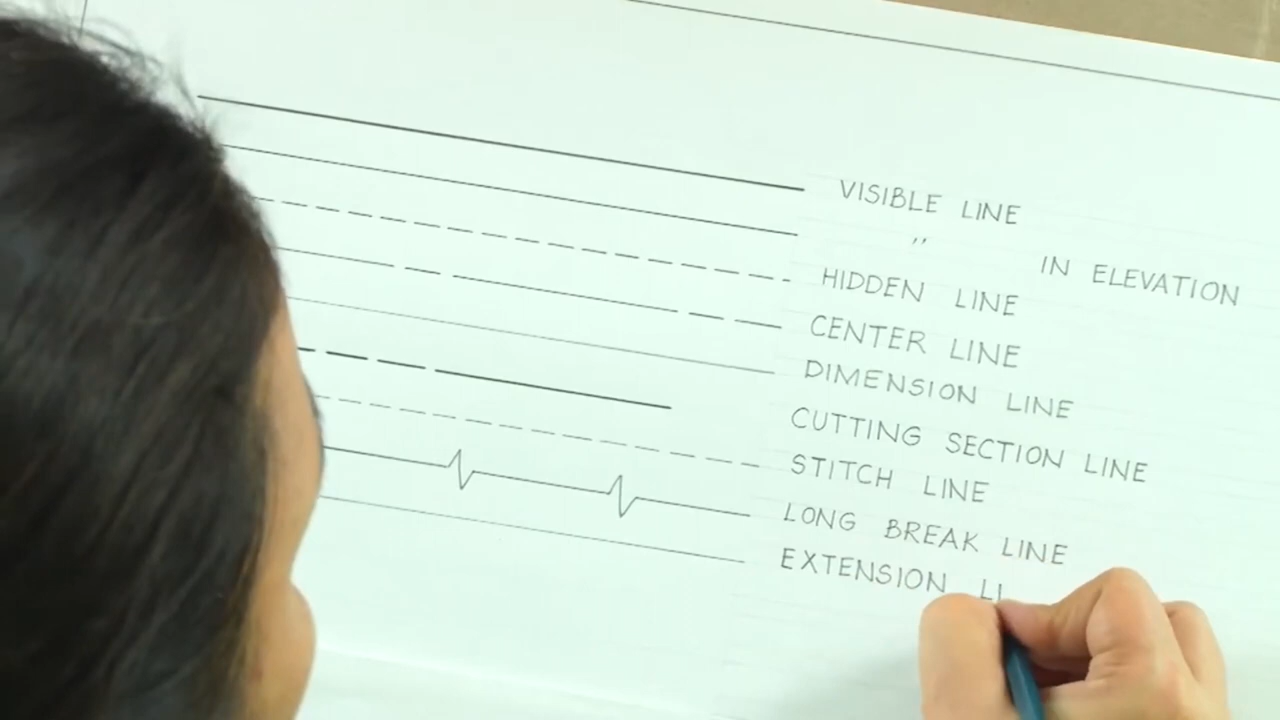 VISIBLE LINE
" IN ELEVATION
HIDDEN LINE
CENTER LINE
DIMENSION LINE
CUTTING SECTION LINE
STITCH LINE
LONG BREAK LINE
EXTENSION LI